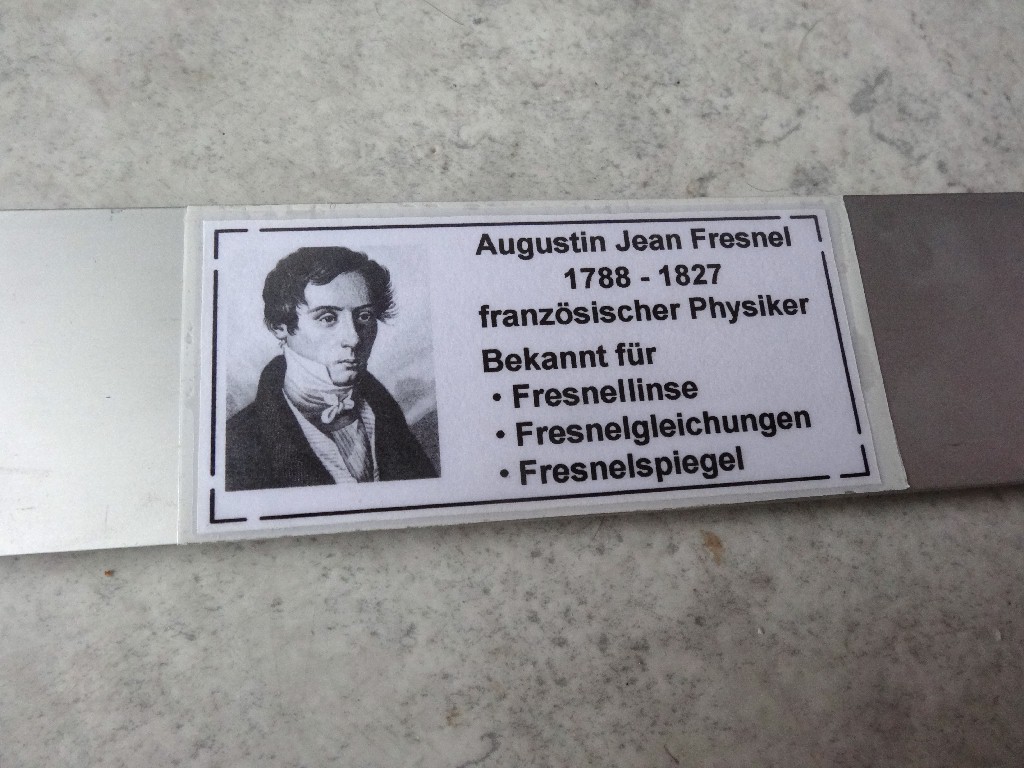 Augustin Jean Fresnel
1788 - 1827
französischer Physiker
Bekannt für
• Fresnellinse
• Fresnelgleichungen
• Fresnelspiegel